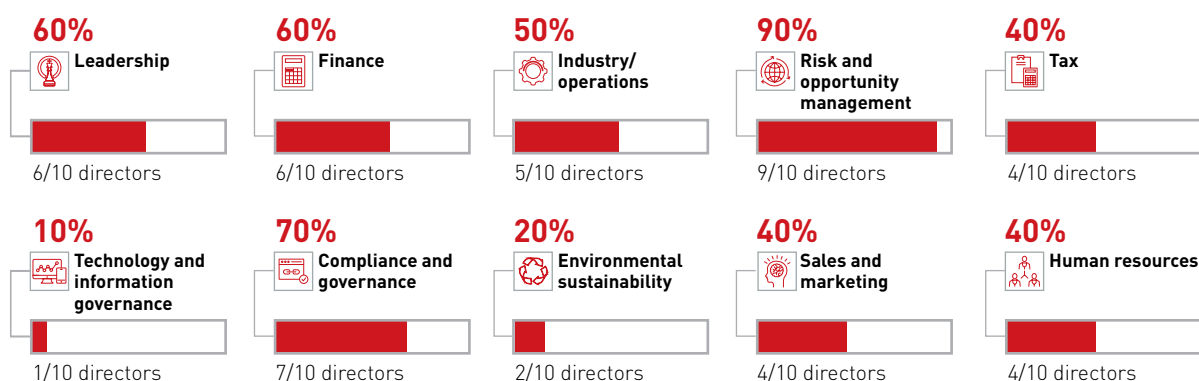 60%
Leadership
6/10 directors
60%
Finance
6/10 directors
50%
Industry/
operations
5/10 directors
90%
Risk and
opportunity
management
9/10 directors
40%
Tax
4/10 directors
10%
Technology and
information
governance
1/10 directors
70%
Compliance and
governance
7/10 directors
20%
Environmental
sustainability
2/10 directors
40%
Sales and
marketing
4/10 directors
40%
Human resources
4/10 directors